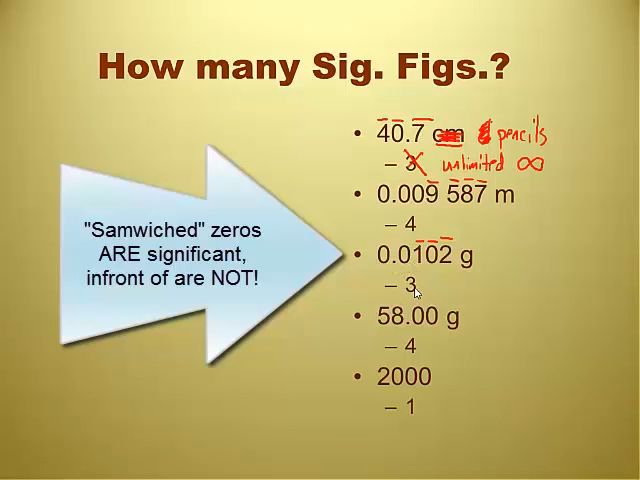 How many Sig. Figs.?
"Samwiched" zeros
ARE significant,
infront of are NOT!
• 40.7 cm pencils
– 3 unlimited ∞
• 0.009 587 m
– 4
• 0.0102 g
– 3
• 58.00 g
– 4
• 2000
– 1